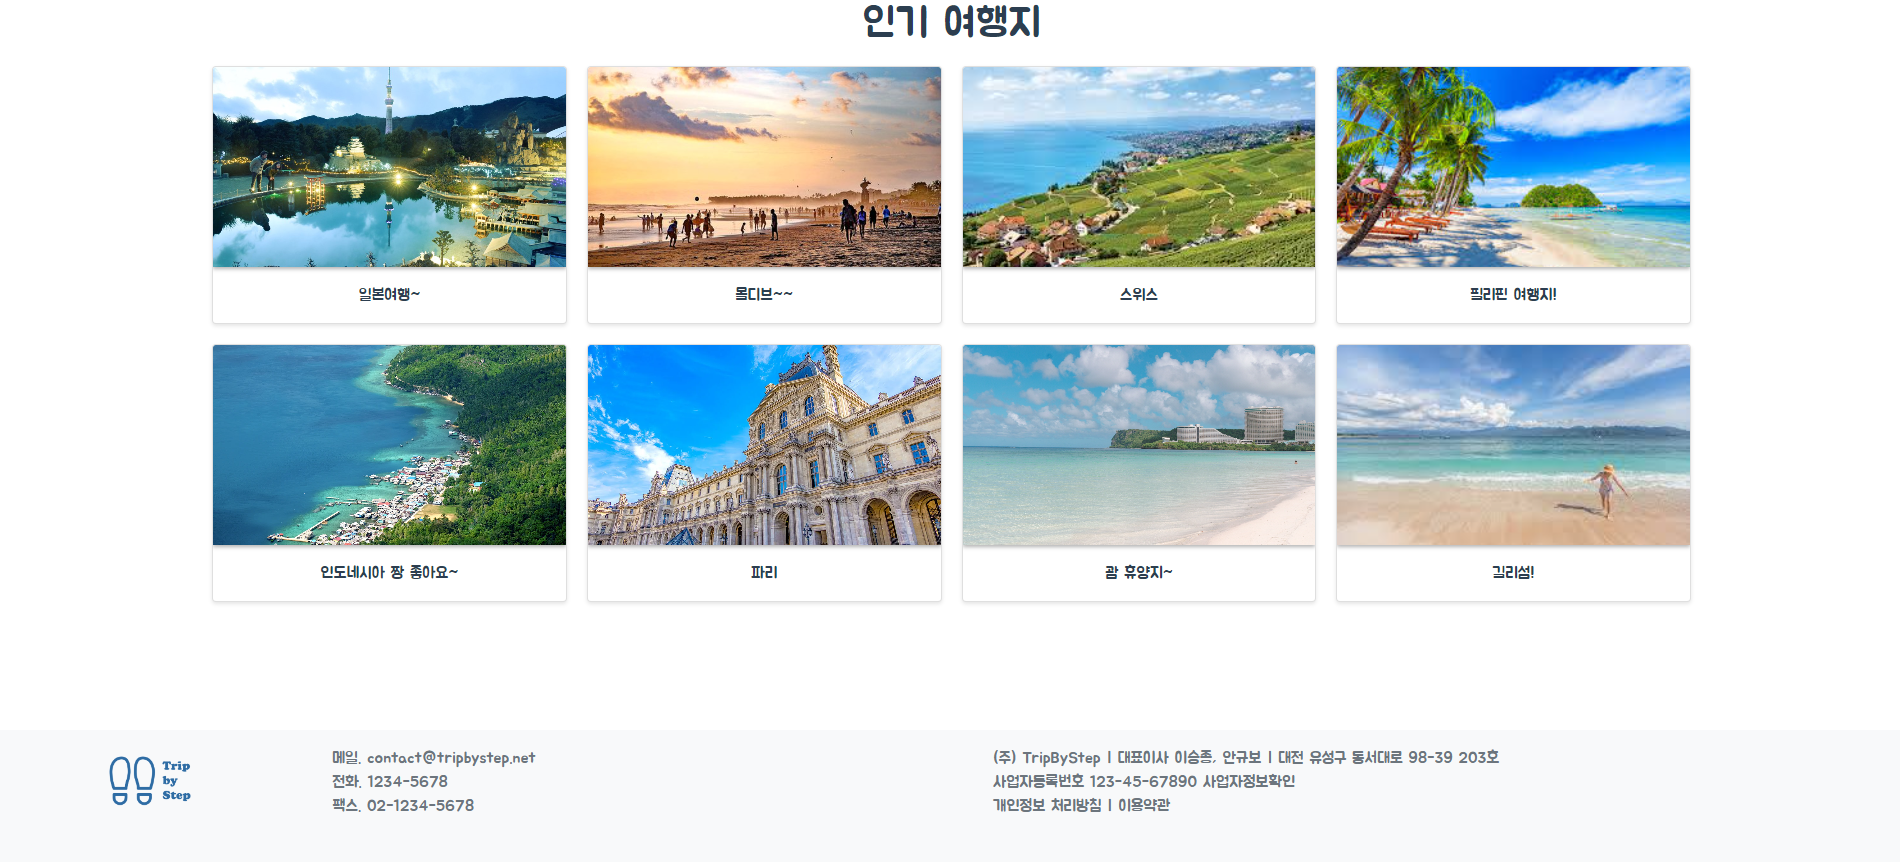 인기 여행지
일본여행~
몰디브~~
스위스
필리핀 여행지!
인도네시아 짱 좋아요~
파리
괌 휴양지~
길리섬!
Trip
by
Step
메일. contact@tripbystep.net
전화. 1234-5678
팩스. 02-1234-5678
(주) TripByStep | 대표이사 이승종, 안규보 | 대전 유성구 동서대로 98-39 203호
사업자등록번호 123-45-67890 사업자정보확인
개인정보 처리방침 | 이용약관